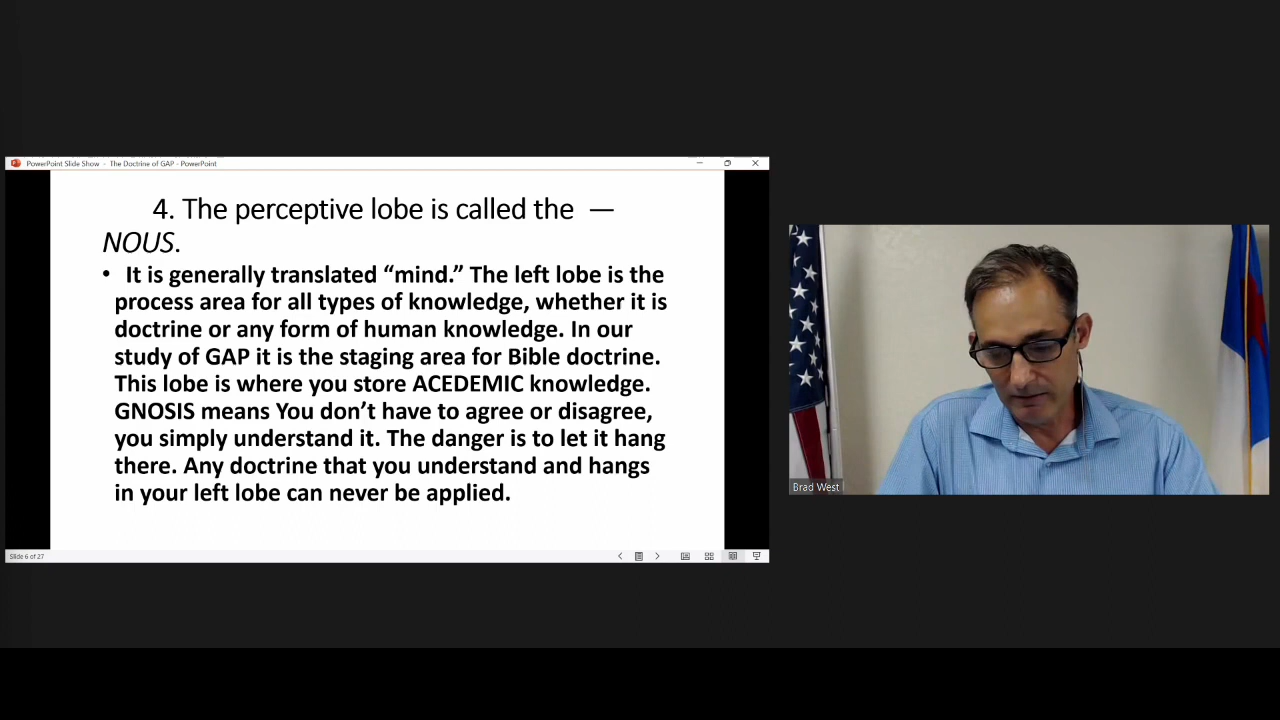 PowerPoint Slide Show - The Doctrine of GAP - PowerPoint
4. The perceptive lobe is called the —
NOUS.
• It is generally translated “mind.” The left lobe is the
process area for all types of knowledge, whether it is
doctrine or any form of human knowledge. In our
study of GAP it is the staging area for Bible doctrine.
This lobe is where you store ACEDEMIC knowledge.
GNOSIS means You don’t have to agree or disagree,
you simply understand it. The danger is to let it hang
there. Any doctrine that you understand and hangs
in your left lobe can never be applied.
Slide 6 of 27
Brad West